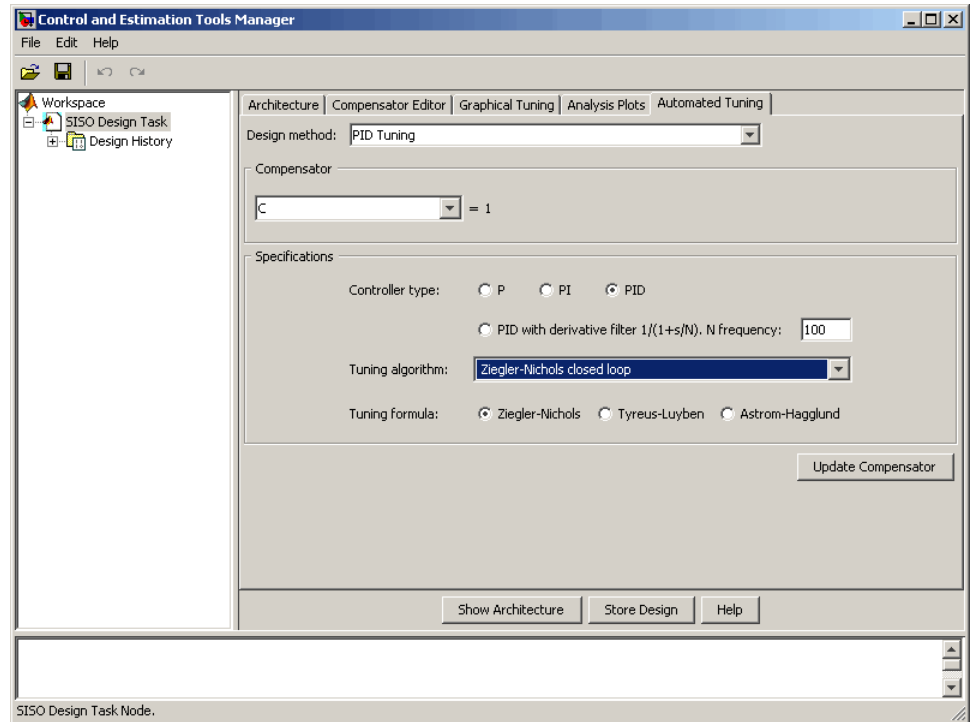 Control and Estimation Tools Manager
File Edit Help
Workspace
SISO Design Task
Design History
Architecture Compensator Editor Graphical Tuning Analysis Plots Automated Tuning
Design method: PID Tuning
Compensator
C = 1
Specifications
Controller type: P PI PID
PID with derivative filter 1/(1+s/N). N frequency: 100
Tuning algorithm: Ziegler-Nichols closed loop
Tuning formula: Ziegler-Nichols Tyreus-Luyben Astrom-Hagglund
Update Compensator
Show Architecture Store Design Help
SISO Design Task Node.